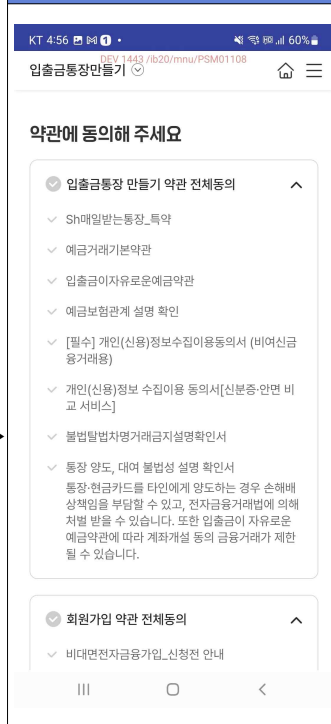 KT 4:56 1 • 60%
DEV 1443 /ib20/mnu/PSM01108
입출금통장만들기
약관에 동의해 주세요
입출금통장 만들기 약관 전체동의
Sh매일받는통장_특약
예금거래기본약관
입출금이자유로운예금약관
예금보험관계 설명 확인
[필수] 개인(신용)정보수집이용동의서 (비여신금
융거래용)
개인(신용)정보 수집이용 동의서[신분증·안면 비
교 서비스]
불법탈법차명거래금지설명확인서
통장 양도, 대여 불법성 설명 확인서
통장·현금카드를 타인에게 양도하는 경우 손해배
상책임을 부담할 수 있고, 전자금융거래법에 의해
처벌 받을 수 있습니다. 또한 입출금이 자유로운
예금약관에 따라 계좌개설 동의 금융거래가 제한
될 수 있습니다.
회원가입 약관 전체동의
비대면전자금융가입_신청전 안내